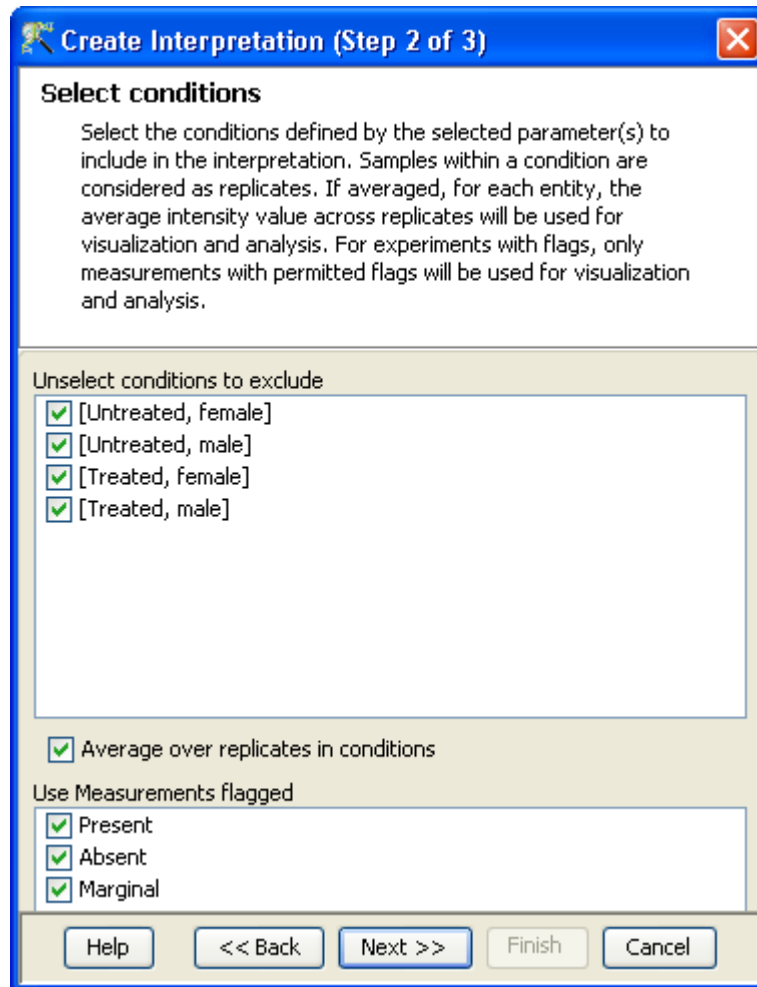 Create Interpretation (Step 2 of 3)
Select conditions
Select the conditions defined by the selected parameter(s) to
include in the interpretation. Samples within a condition are
considered as replicates. If averaged, for each entity, the
average intensity value across replicates will be used for
visualization and analysis. For experiments with flags, only
measurements with permitted flags will be used for visualization
and analysis.
Unselect conditions to exclude
[Untreated, female]
[Untreated, male]
[Treated, female]
[Treated, male]
Average over replicates in conditions
Use Measurements flagged
Present
Absent
Marginal
Help << Back Next >> Finish Cancel